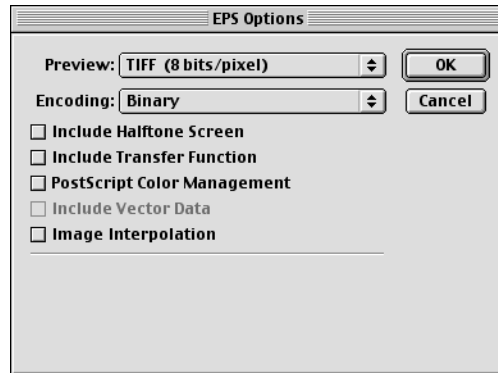 EPS Options
Preview: TIFF (8 bits/pixel) OK
Encoding: Binary Cancel
Include Halftone Screen
Include Transfer Function
PostScript Color Management
Include Vector Data
Image Interpolation